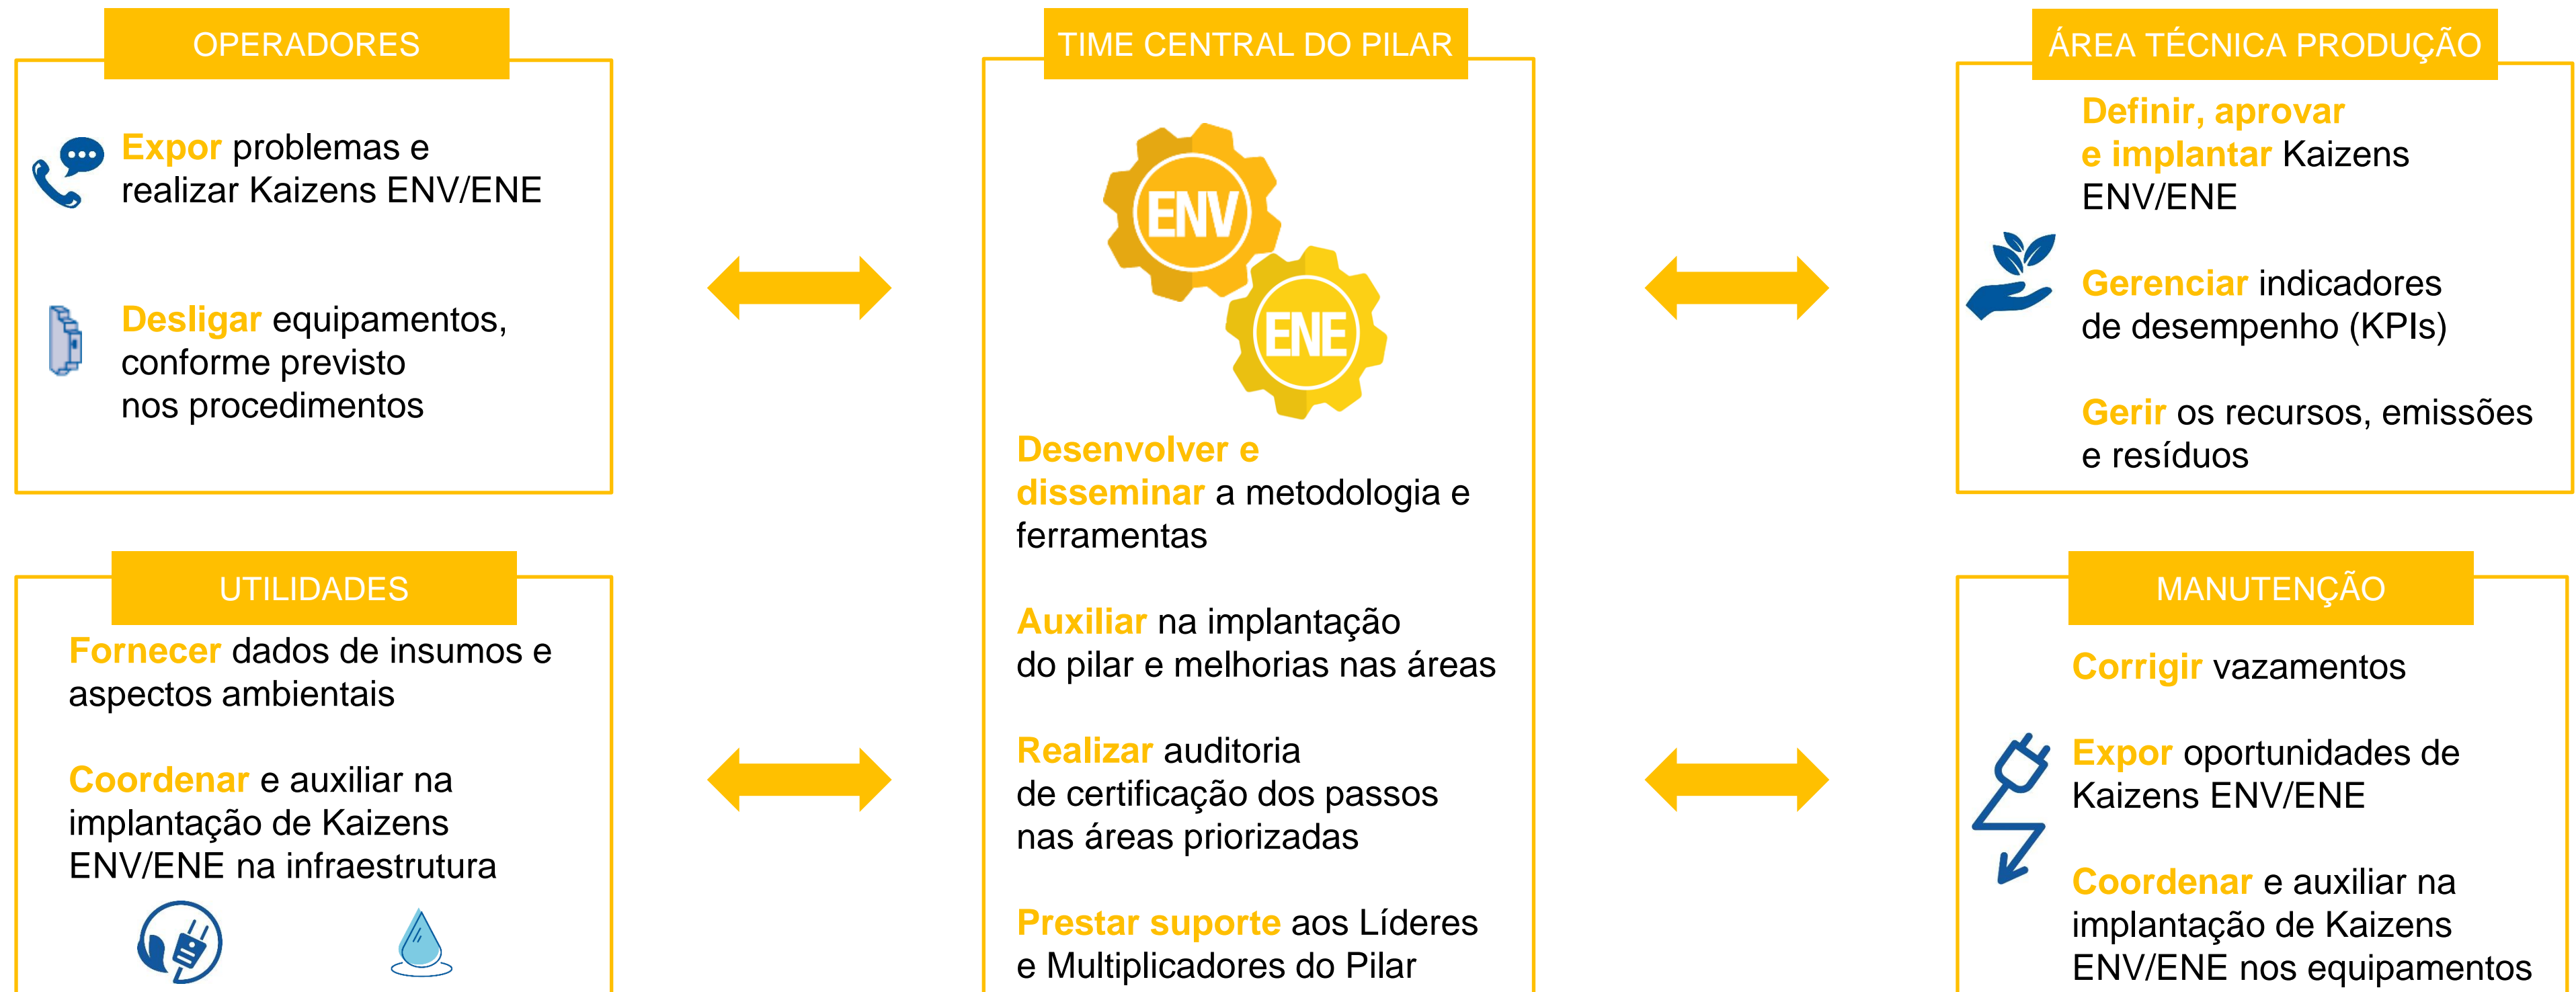 OPERADORES
Expor problemas e
realizar Kaizens ENV/ENE
Desligar equipamentos,
conforme previsto
nos procedimentos
UTILIDADES
Fornecer dados de insumos e
aspectos ambientais
Coordenar e auxiliar na
implantação de Kaizens
ENV/ENE na infraestrutura
TIME CENTRAL DO PILAR
ENV
ENE
Desenvolver e
disseminar a metodologia e
ferramentas
Auxiliar na implantação
do pilar e melhorias nas áreas
Realizar auditoria
de certificação dos passos
nas áreas priorizadas
Prestar suporte aos Líderes
e Multiplicadores do Pilar
ÁREA TÉCNICA PRODUÇÃO
Definir, aprovar
e implantar Kaizens
ENV/ENE
Gerenciar indicadores
de desempenho (KPIs)
Gerir os recursos, emissões
e resíduos
MANUTENÇÃO
Corrigir vazamentos
Expor oportunidades de
Kaizens ENV/ENE
Coordenar e auxiliar na
implantação de Kaizens
ENV/ENE nos equipamentos